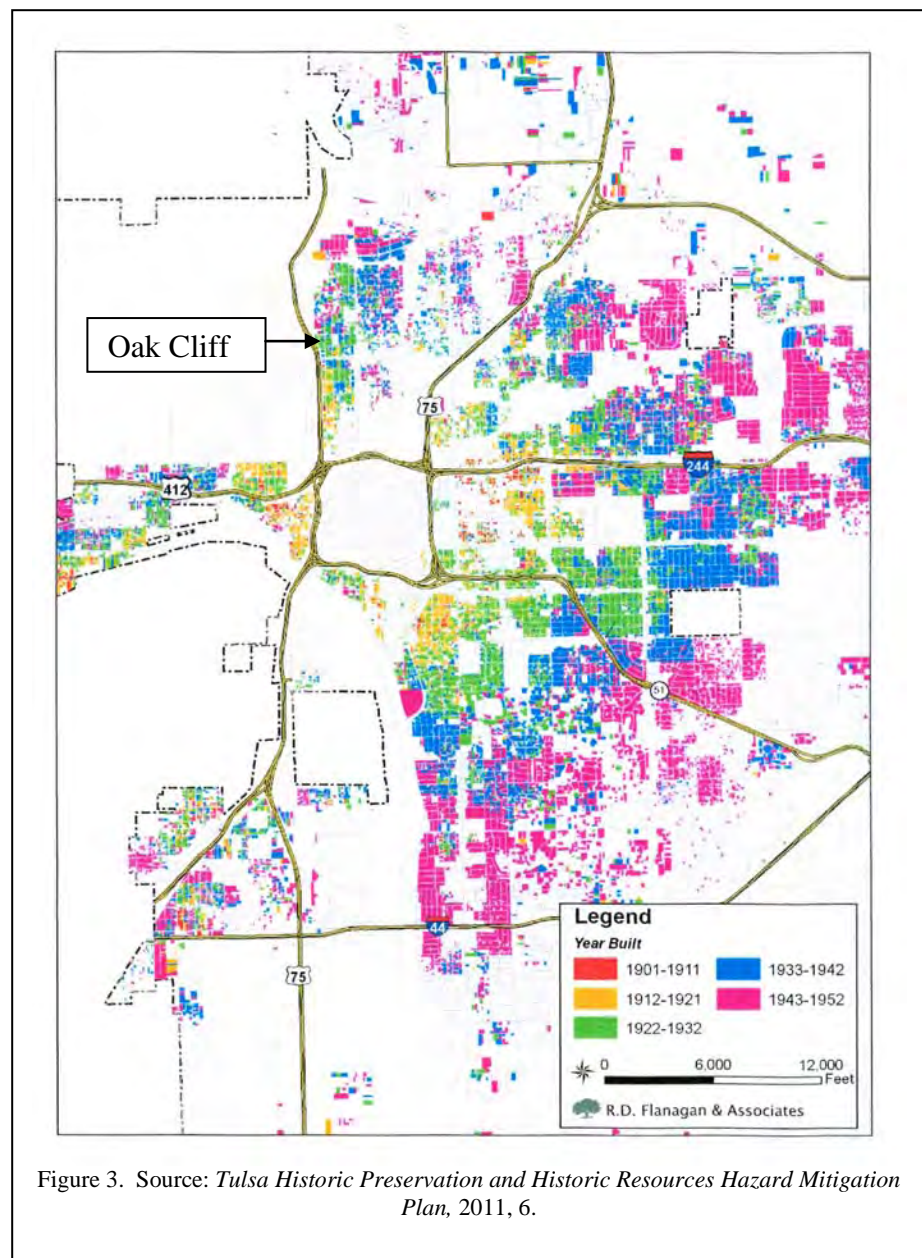 Oak Cliff
75
244
412
51
44
75
Legend
Year Built
1901-1911
1912-1921
1922-1932
1933-1942
1943-1952
0 6,000 12,000
Feet
R.D. Flanagan & Associates
Figure 3. Source: Tulsa Historic Preservation and Historic Resources Hazard Mitigation
Plan, 2011, 6.